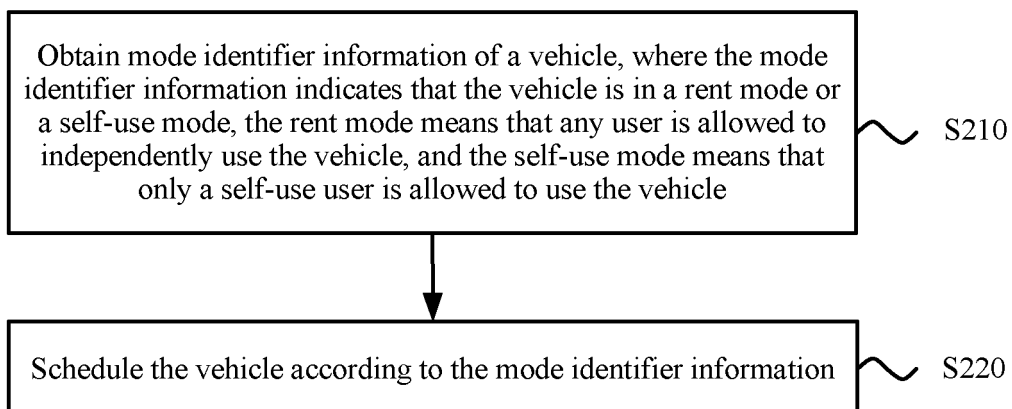 Obtain mode identifier information of a vehicle, where the mode
identifier information indicates that the vehicle is in a rent mode or
a self-use mode, the rent mode means that any user is allowed to
independently use the vehicle, and the self-use mode means that
only a self-use user is allowed to use the vehicle
S210
Schedule the vehicle according to the mode identifier information
S220